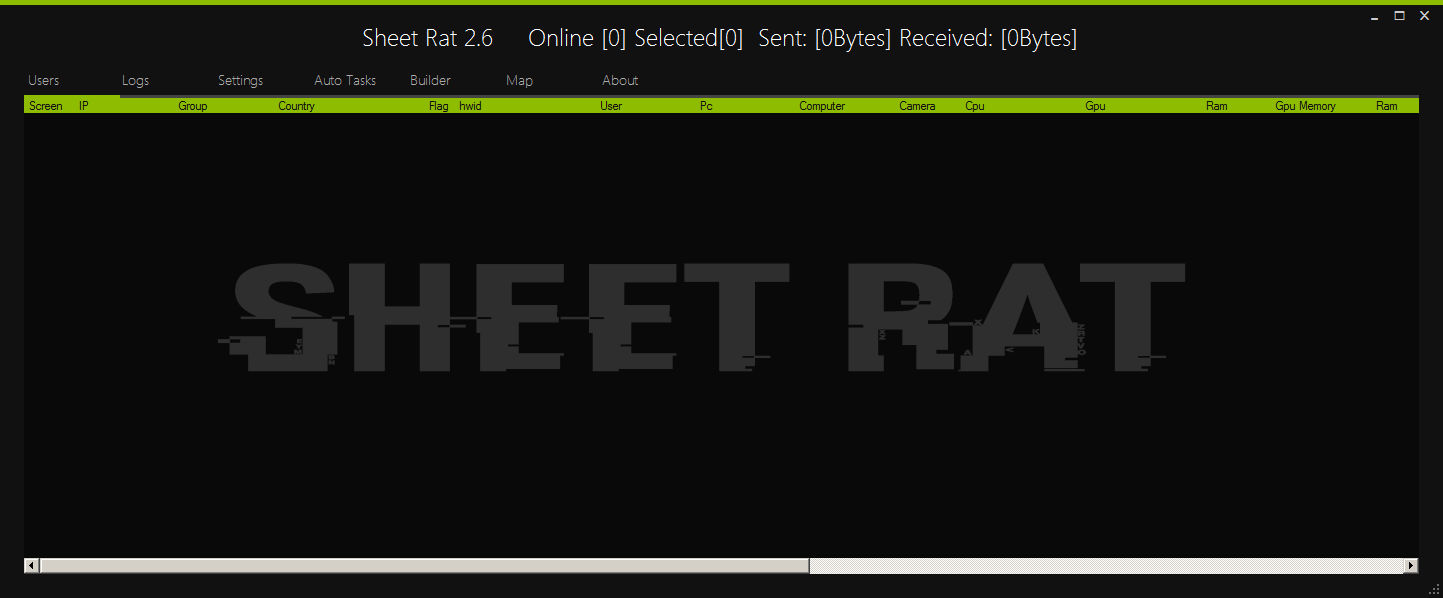 Sheet Rat 2.6 Online [0] Selected[0] Sent: [0Bytes] Received: [0Bytes]
Users Logs Settings Auto Tasks Builder Map About
Screen IP Group Country Flag hwid User Pc Computer Camera Cpu Gpu Ram Gpu Memory Ram
SHEET RAT